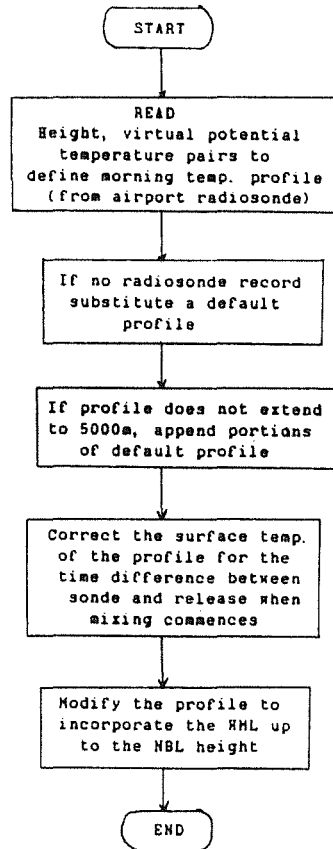 START
READ
Height, virtual potential
temperature pairs to
define morning temp. profile
(from airport radiosonde)
If no radiosonde record
substitute a default
profile
If profile does not extend
to 5000m, append portions
of default profile
Correct the surface temp.
of the profile for the
time difference between
sonde and release when
mixing commences
Modify the profile to
incorporate the WML up
to the NBL height
END